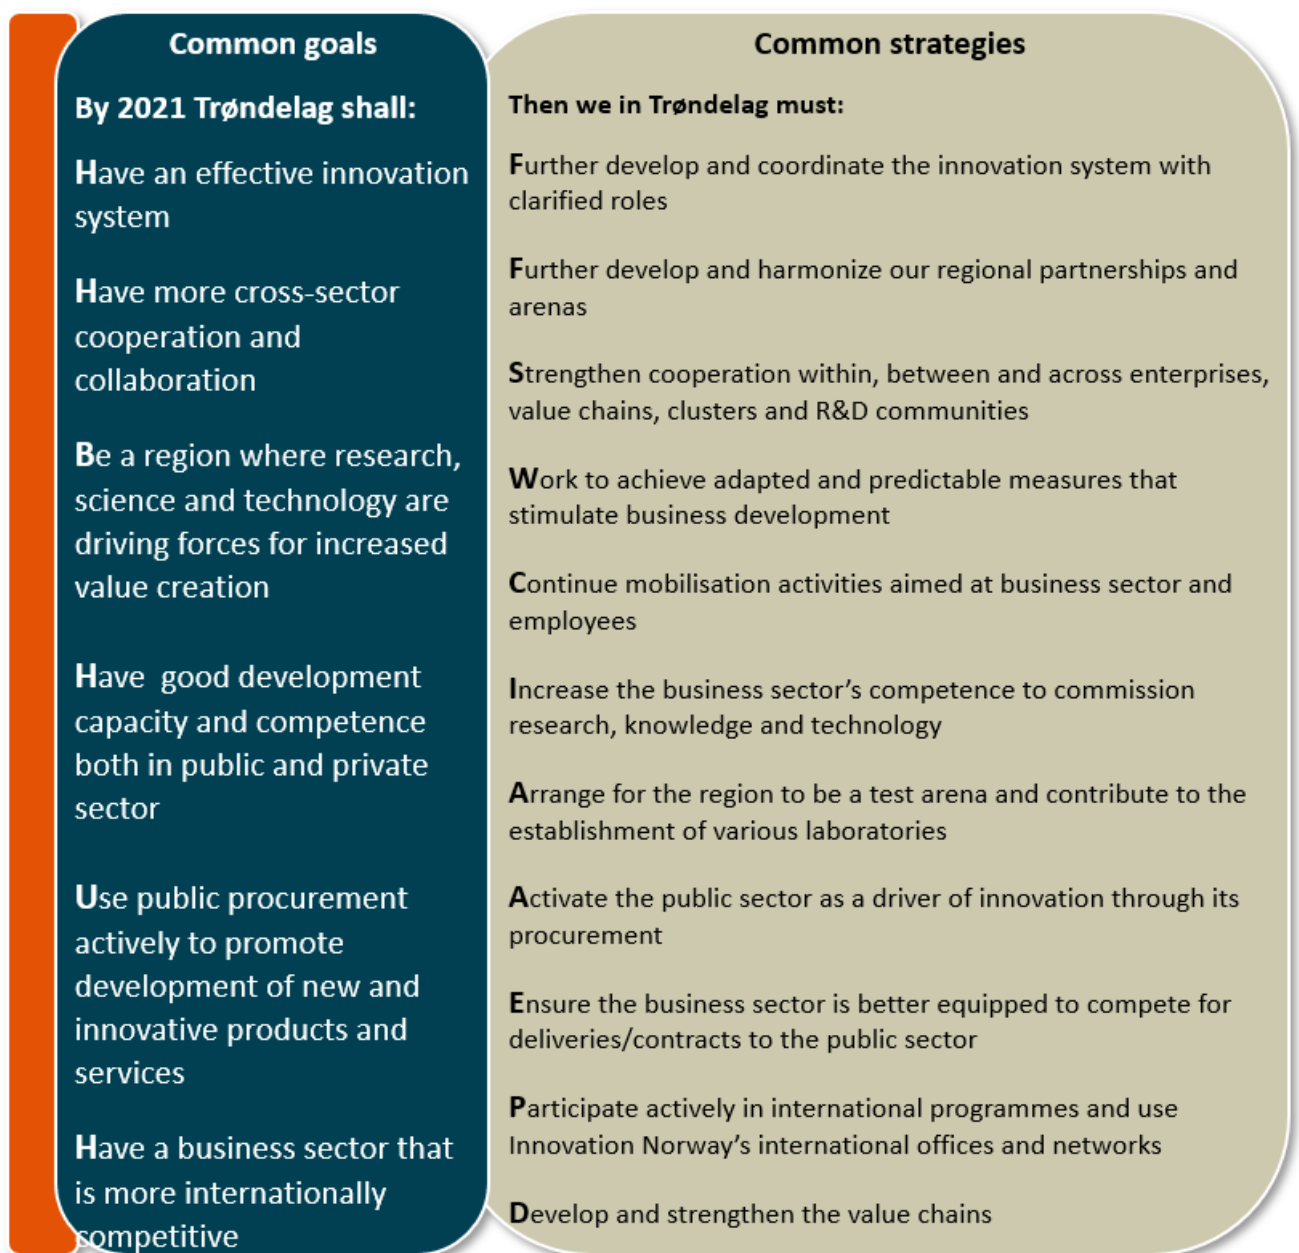 Common goals
By 2021 Trøndelag shall:
Have an effective innovation
system
Have more cross-sector
cooperation and
collaboration
Be a region where research,
science and technology are
driving forces for increased
value creation
Have  good development
capacity and competence
both in public and private
sector
Use public procurement
actively to promote
development of new and
innovative products and
services
Have a business sector that
is more internationally
competitive
Common strategies
Then we in Trøndelag must:
Further develop and coordinate the innovation system with
clarified roles
Further develop and harmonize our regional partnerships and
arenas
Strengthen cooperation within, between and across enterprises,
value chains, clusters and R&D communities
Work to achieve adapted and predictable measures that
stimulate business development
Continue mobilisation activities aimed at business sector and
employees
Increase the business sector’s competence to commission
research, knowledge and technology
Arrange for the region to be a test arena and contribute to the
establishment of various laboratories
Activate the public sector as a driver of innovation through its
procurement
Ensure the business sector is better equipped to compete for
deliveries/contracts to the public sector
Participate actively in international programmes and use
Innovation Norway’s international offices and networks
Develop and strengthen the value chains